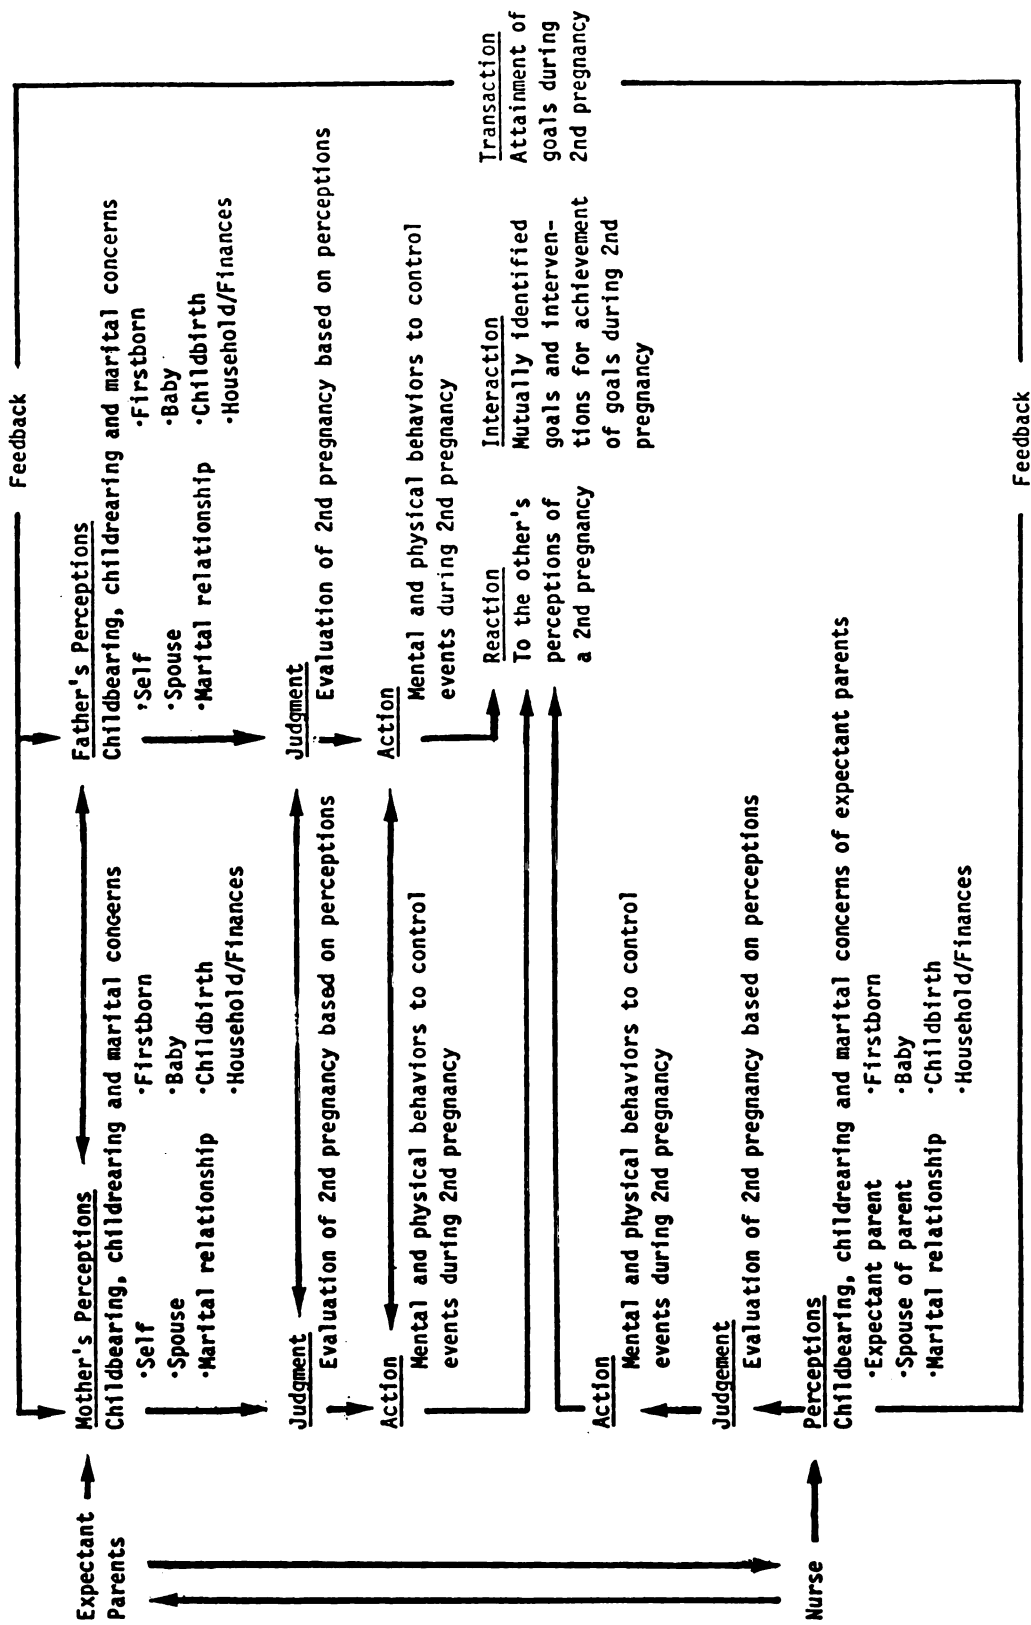 Feedback
Expectant
Parents
Mother's Perceptions
Childbearing, childrearing and marital concerns
·Self
·Spouse
·Marital relationship
·Firstborn
·Baby
·Childbirth
·Household/Finances
Father's Perceptions
Childbearing, childrearing and marital concerns
·Self
·Spouse
·Marital relationship
·Firstborn
·Baby
·Childbirth
·Household/Finances
Judgment
Evaluation of 2nd pregnancy based on perceptions
Judgment
Evaluation of 2nd pregnancy based on perceptions
Action
Mental and physical behaviors to control
events during 2nd pregnancy
Action
Mental and physical behaviors to control
events during 2nd pregnancy
Reaction
To the other's
perceptions of
a 2nd pregnancy
Interaction
Mutually identified
goals and interven-
tions for achievement
of goals during 2nd
pregnancy
Transaction
Attainment of
goals during
2nd pregnancy
Action
Mental and physical behaviors to control
events during 2nd pregnancy
Judgement
Evaluation of 2nd pregnancy based on perceptions
Nurse
Perceptions
Childbearing, childrearing and marital concerns of expectant parents
·Expectant parent
·Spouse of parent
·Marital relationship
·Firstborn
·Baby
·Childbirth
·Household/Finances
Feedback